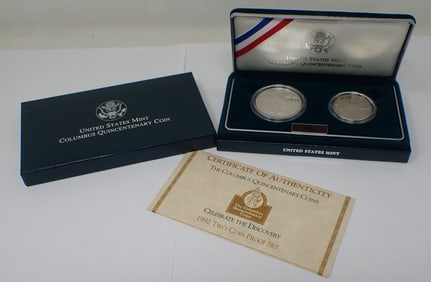 UNITED STATES MINT
COLUMBUS QUINCENTENARY COIN
UNITED STATES MINT
COLUMBUS QUINCENTENARY COIN
UNITED STATES MINT
CERTIFICATE OF AUTHENTICITY
THE COLUMBUS QUINCENTENARY COINS
CELEBRATE THE DISCOVERY
1992 TWO-COIN PROOF SET